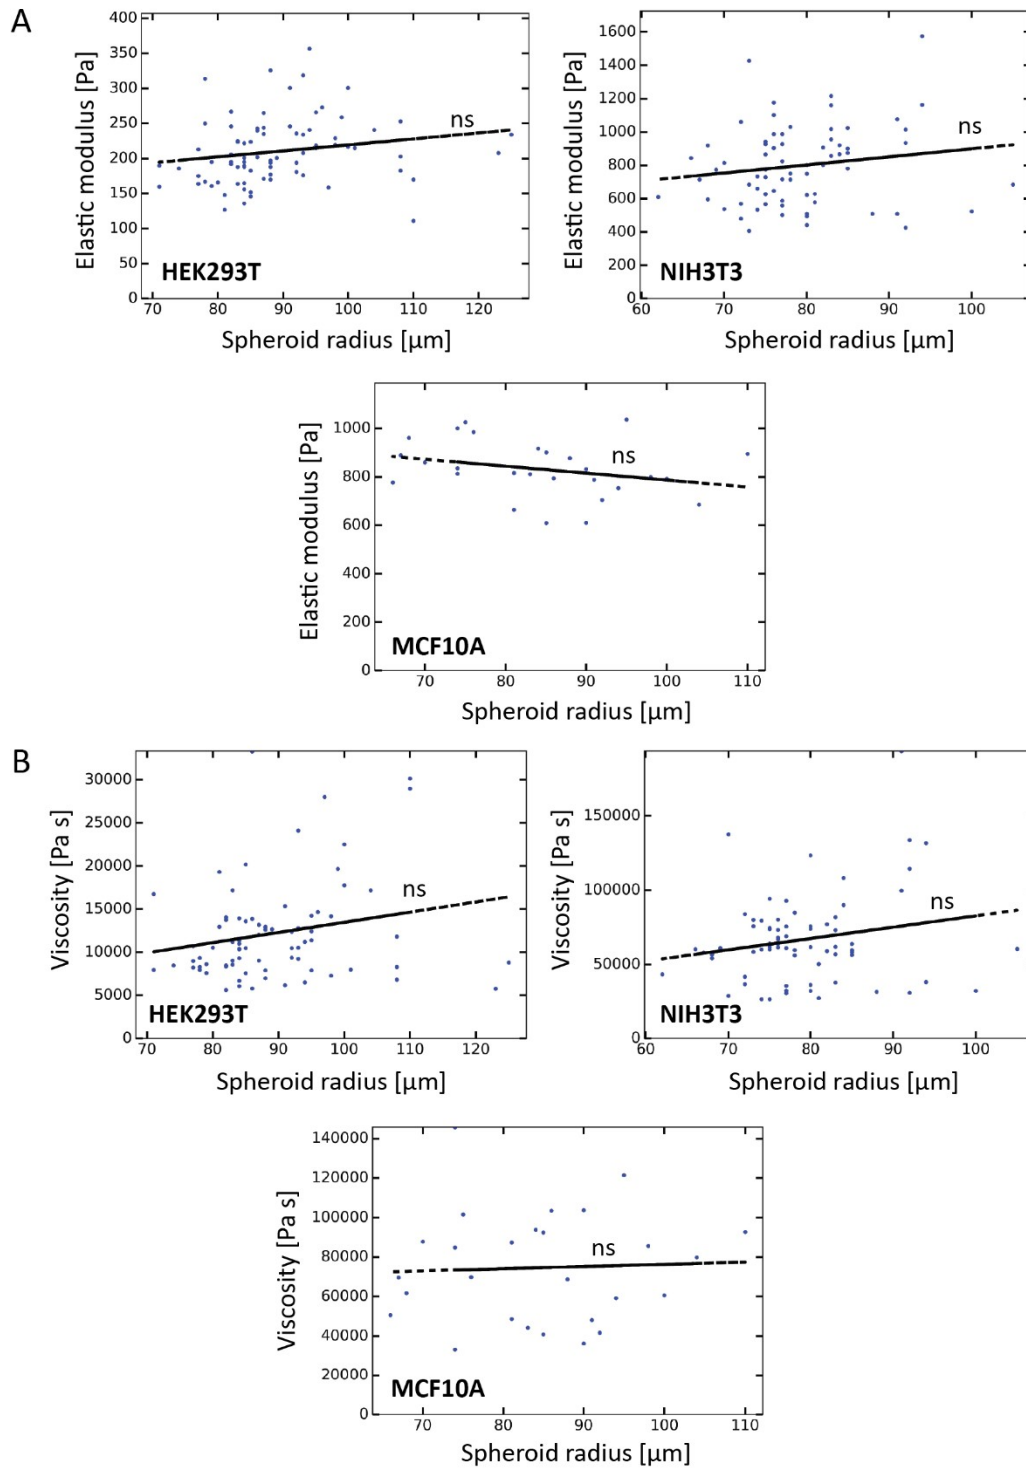 A
Elastic modulus [Pa]
400
350
300
250
200
150
100
50
0
ns
HEK293T
70 80 90 100 110 120
Spheroid radius [µm]
Elastic modulus [Pa]
1600
1400
1200
1000
800
600
400
200
0
ns
NIH3T3
60 70 80 90 100
Spheroid radius [µm]
Elastic modulus [Pa]
1000
800
600
400
200
0
ns
MCF10A
70 80 90 100 110
Spheroid radius [µm]
B
Viscosity [Pa s]
30000
25000
20000
15000
10000
5000
0
ns
HEK293T
70 80 90 100 110 120
Spheroid radius [µm]
Viscosity [Pa s]
150000
100000
50000
0
ns
NIH3T3
60 70 80 90 100
Spheroid radius [µm]
Viscosity [Pa s]
140000
120000
100000
80000
60000
40000
20000
0
ns
MCF10A
70 80 90 100 110
Spheroid radius [µm]